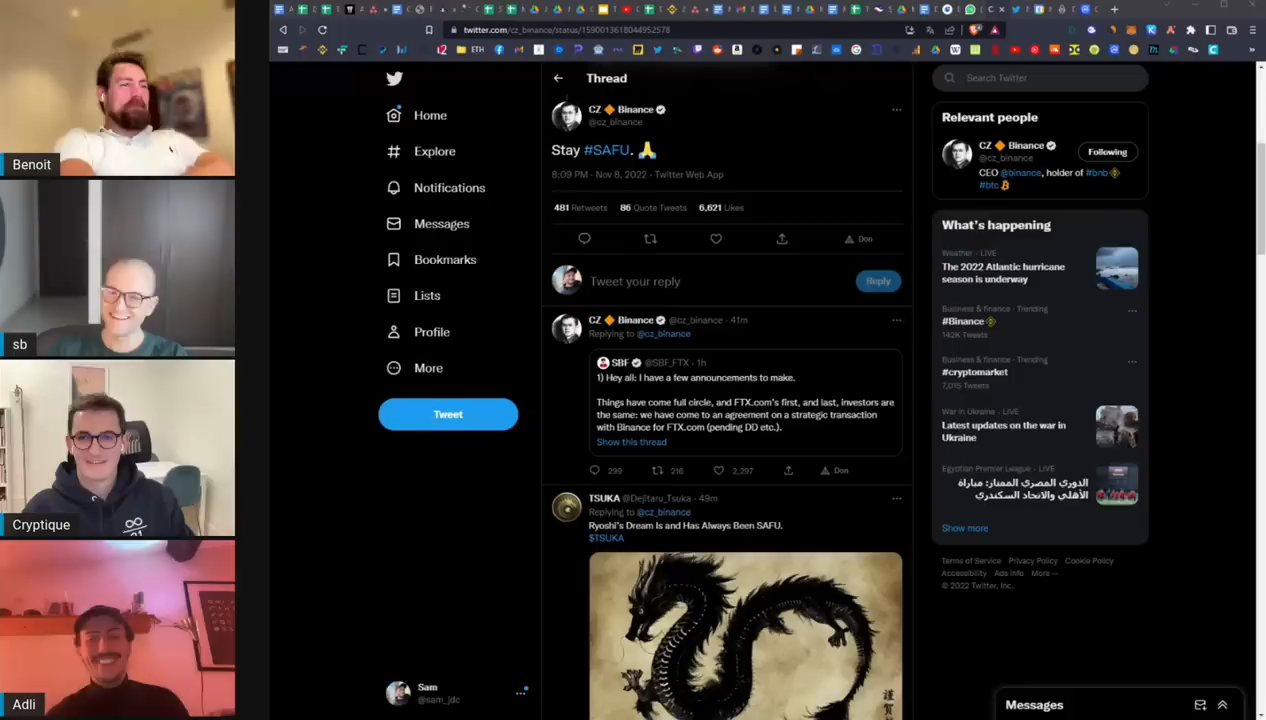 Benoit
sb
Cryptique
Adli
twitter.com/cz_binance/status/1590013618044952578
ETH
Home
Explore
Notifications
Messages
Bookmarks
Lists
Profile
More
Tweet
Sam
@sam_jdc
Thread
CZ 🔶 Binance
@cz_binance
Stay #SAFU. 🙏
8:09 PM · Nov 8, 2022 · Twitter Web App
481 Retweets 86 Quote Tweets 6,621 Likes
Don
Tweet your reply
Reply
CZ 🔶 Binance @cz_binance · 41m
Replying to @cz_binance
SBF @SBF_FTX · 1h
1) Hey all: I have a few announcements to make.
Things have come full circle, and FTX.com's first, and last, investors are
the same: we have come to an agreement on a strategic transaction
with Binance for FTX.com (pending DD etc.).
Show this thread
299 216 2,297 Don
TSUKA @Dejitaru_Tsuka · 49m
Replying to @cz_binance
Ryoshi's Dream Is and Has Always Been SAFU.
$TSUKA
Search Twitter
Relevant people
CZ 🔶 Binance
@cz_binance
Following
CEO @binance, holder of #bnb
#btc
What's happening
Weather · LIVE
The 2022 Atlantic hurricane
season is underway
Business & finance · Trending
#Binance
142K Tweets
Business & finance · Trending
#cryptomarket
7,015 Tweets
War in Ukraine · LIVE
Latest updates on the war in
Ukraine
Egyptian Premier League · LIVE
الدوري المصري الممتاز: مباراة
الأهلي والاتحاد السكندري
Show more
Terms of Service Privacy Policy Cookie Policy
Accessibility Ads info More ···
© 2022 Twitter, Inc.
Messages